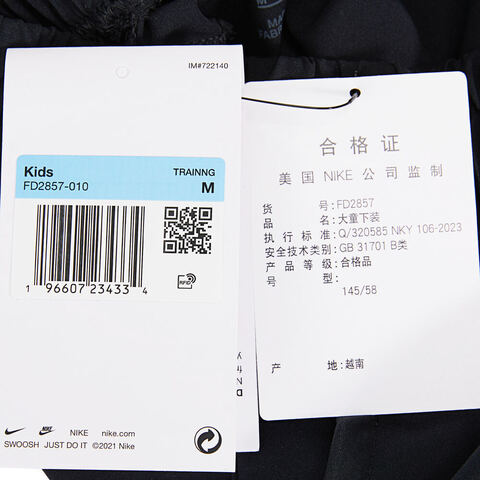 IM#722140
Kids
TRAINNG
FD2857-010
M
1 96607 23433 4
RFID
NIKE nike.com
SWOOSH JUST DO IT ©2021 Nike
M
合格证
美国 NIKE 公司监制
货号:FD2857
品名:大童下装
执行标准:Q/320585 NKY 106-2023
安全技术类别:GB 31701 B类
产品等级:合格品
号型:
145/58
产地:越南